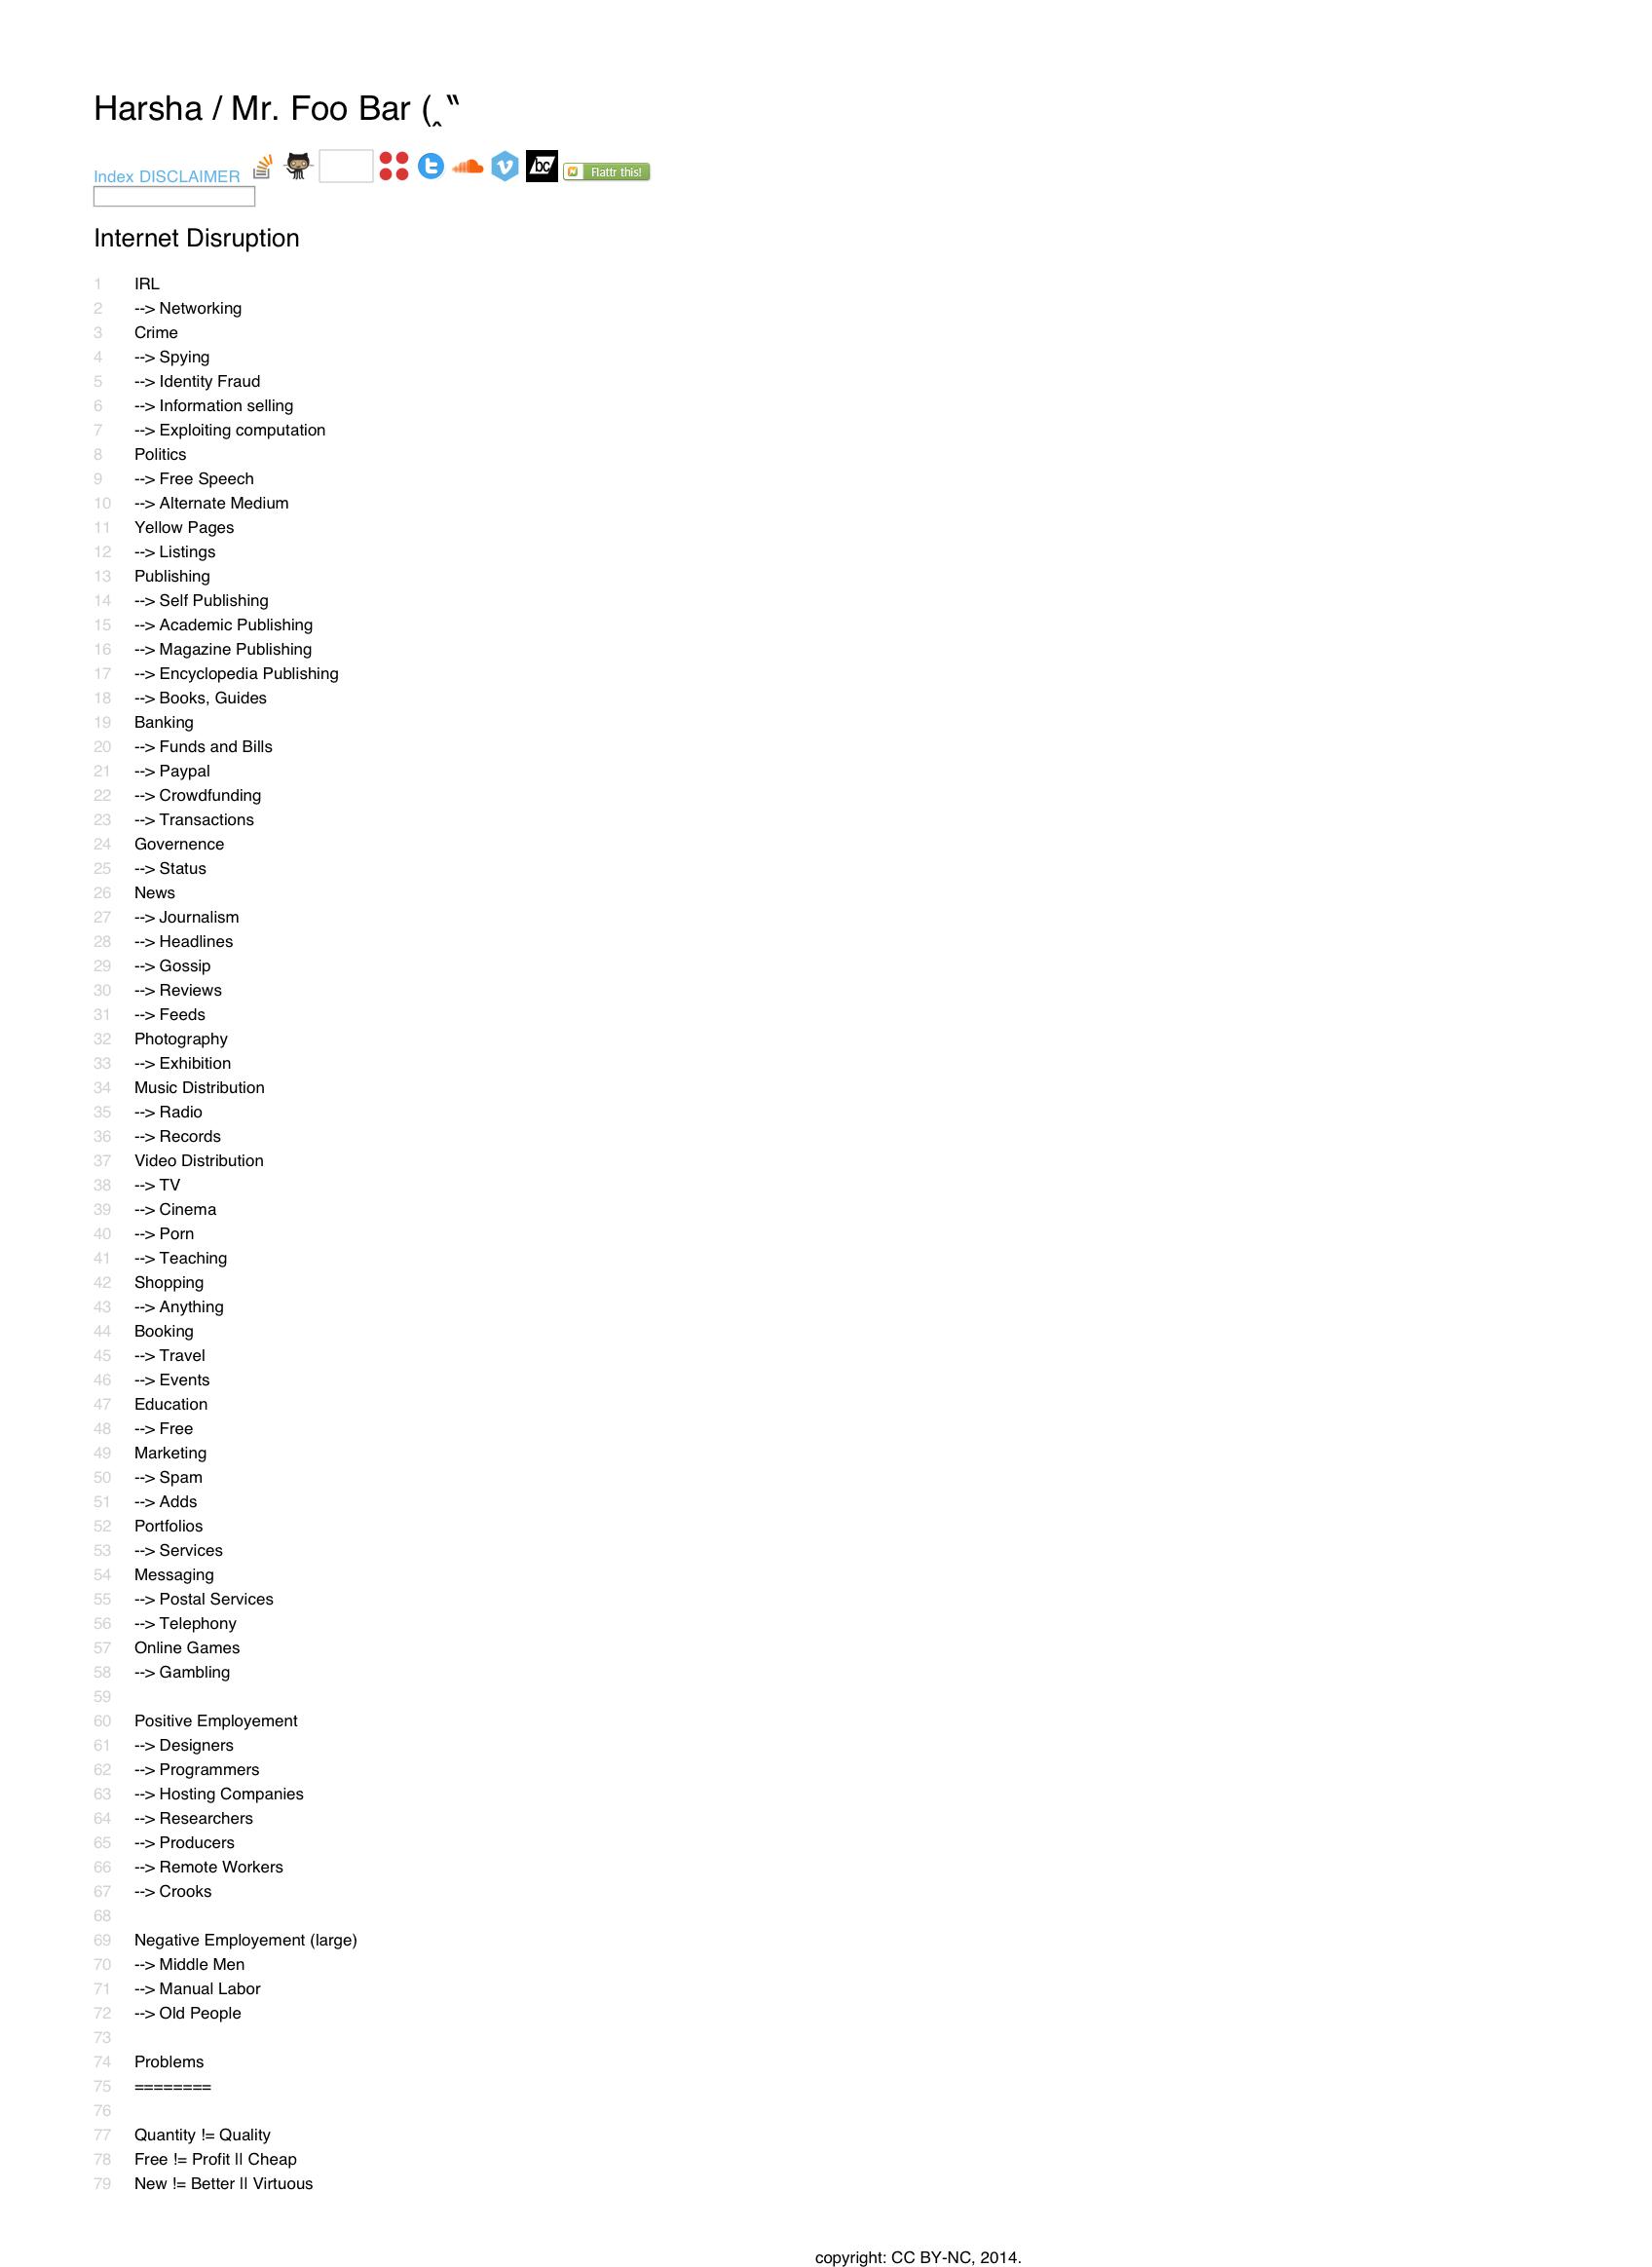 Harsha / Mr. Foo Bar (‸‶
Index DISCLAIMER bc Flattr this!
Internet Disruption
1 IRL
2 --> Networking
3 Crime
4 --> Spying
5 --> Identity Fraud
6 --> Information selling
7 --> Exploiting computation
8 Politics
9 --> Free Speech
10 --> Alternate Medium
11 Yellow Pages
12 --> Listings
13 Publishing
14 --> Self Publishing
15 --> Academic Publishing
16 --> Magazine Publishing
17 --> Encyclopedia Publishing
18 --> Books, Guides
19 Banking
20 --> Funds and Bills
21 --> Paypal
22 --> Crowdfunding
23 --> Transactions
24 Governence
25 --> Status
26 News
27 --> Journalism
28 --> Headlines
29 --> Gossip
30 --> Reviews
31 --> Feeds
32 Photography
33 --> Exhibition
34 Music Distribution
35 --> Radio
36 --> Records
37 Video Distribution
38 --> TV
39 --> Cinema
40 --> Porn
41 --> Teaching
42 Shopping
43 --> Anything
44 Booking
45 --> Travel
46 --> Events
47 Education
48 --> Free
49 Marketing
50 --> Spam
51 --> Adds
52 Portfolios
53 --> Services
54 Messaging
55 --> Postal Services
56 --> Telephony
57 Online Games
58 --> Gambling
59
60 Positive Employement
61 --> Designers
62 --> Programmers
63 --> Hosting Companies
64 --> Researchers
65 --> Producers
66 --> Remote Workers
67 --> Crooks
68
69 Negative Employement (large)
70 --> Middle Men
71 --> Manual Labor
72 --> Old People
73
74 Problems
75 ========
76
77 Quantity != Quality
78 Free != Profit || Cheap
79 New != Better || Virtuous
copyright: CC BY-NC, 2014.